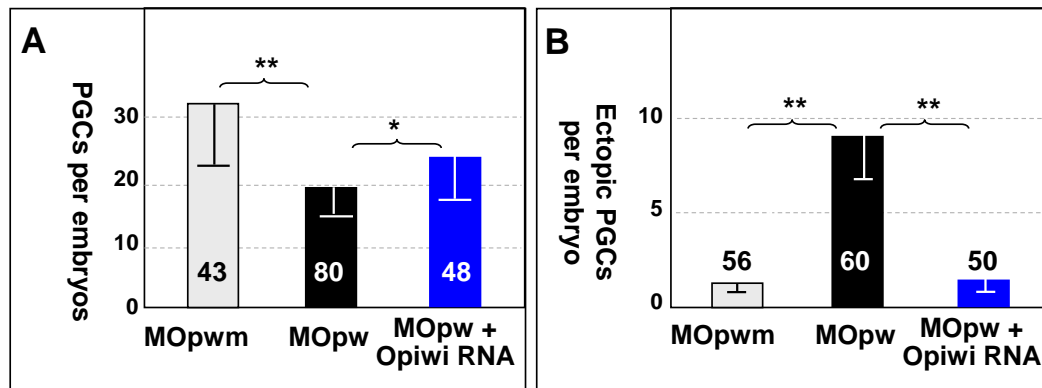 A
PGCs per embryos
30
20
10
0
**
*
43
80
48
MOpwm
MOpw
MOpw +
Opiwi RNA
B
Ectopic PGCs
per embryo
10
5
0
**
**
56
60
50
MOpwm
MOpw
MOpw +
Opiwi RNA